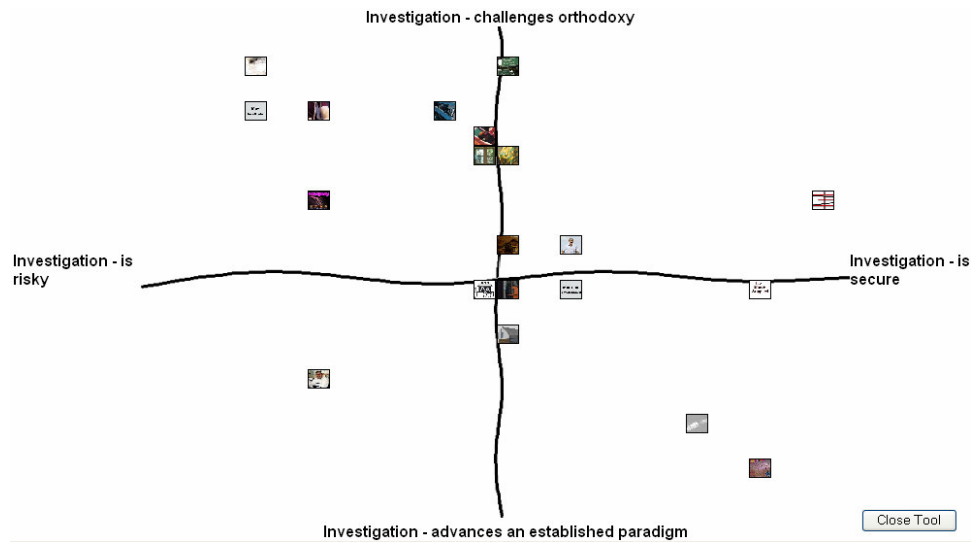 Investigation - challenges orthodoxy
Investigation - is
risky
Investigation - is
secure
Investigation - advances an established paradigm
Close Tool